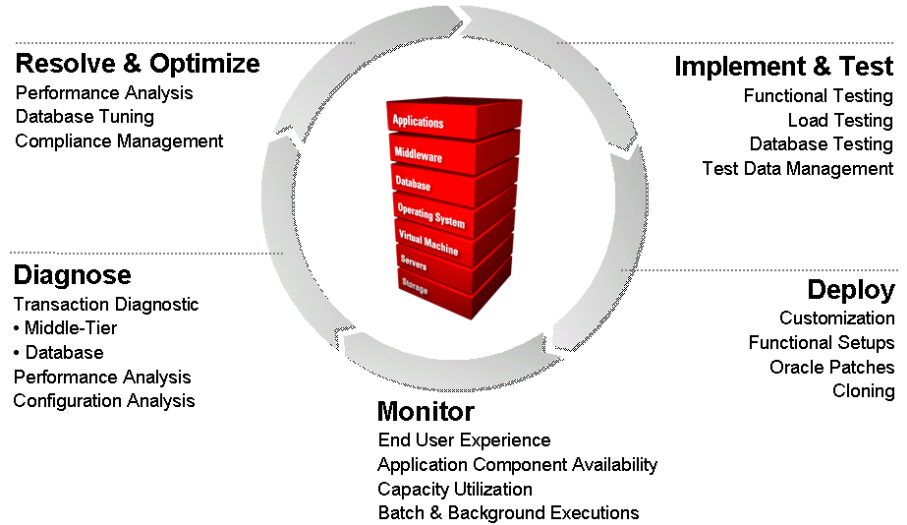 Resolve & Optimize
Performance Analysis
Database Tuning
Compliance Management
Implement & Test
Functional Testing
Load Testing
Database Testing
Test Data Management
Applications
Middleware
Database
Operating System
Virtual Machine
Servers
Storage
Diagnose
Transaction Diagnostic
• Middle-Tier
• Database
Performance Analysis
Configuration Analysis
Deploy
Customization
Functional Setups
Oracle Patches
Cloning
Monitor
End User Experience
Application Component Availability
Capacity Utilization
Batch & Background Executions